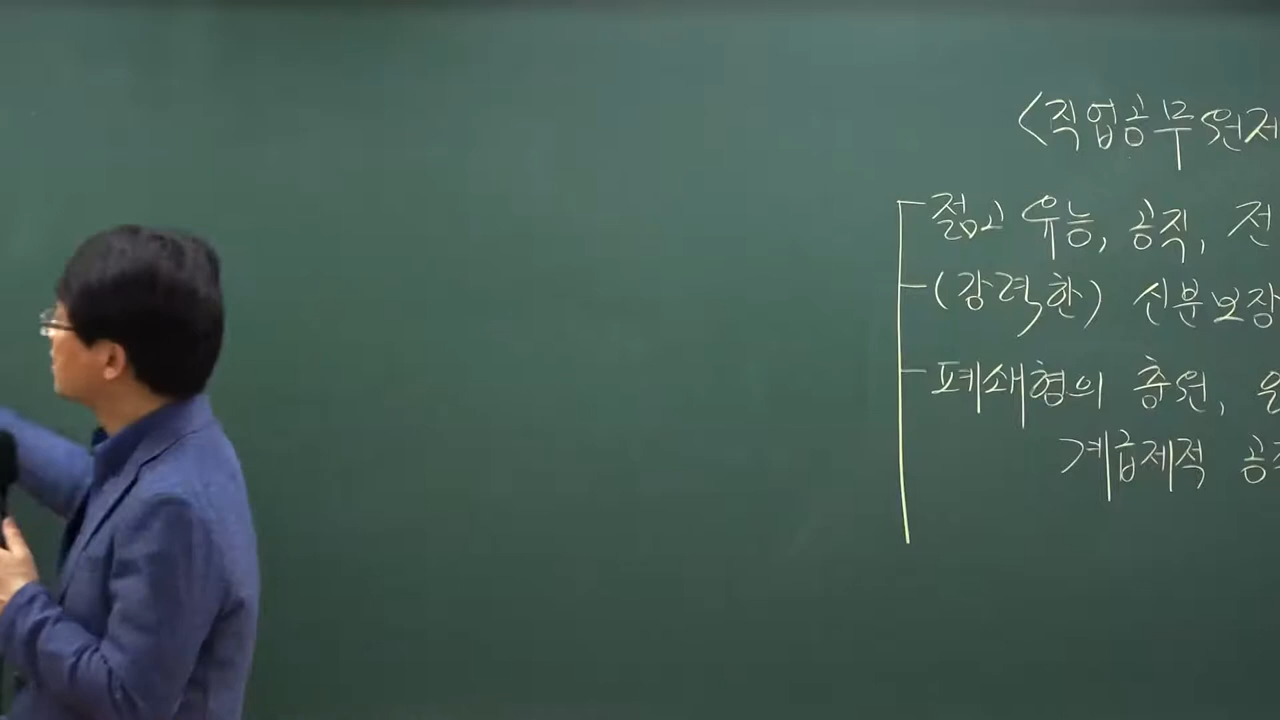 <직업공무원제
젊고 유능, 공직, 전
(강력한) 신분보장
폐쇄형의 충원,
계급제적 공